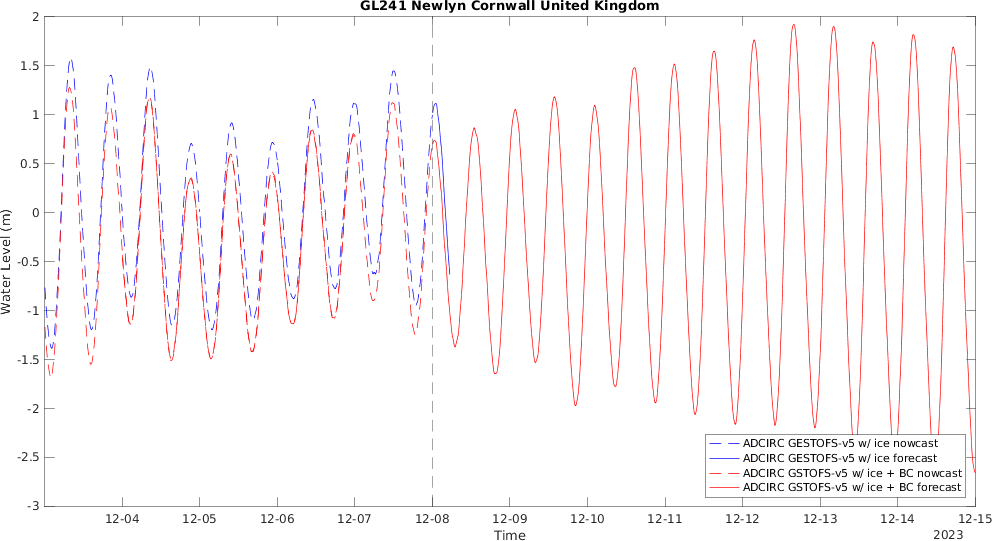 GL241 Newlyn Cornwall United Kingdom
2
1.5
1
0.5
0
-0.5
-1
-1.5
-2
-2.5
-3
Water Level (m)
ADCIRC GESTOFS-v5 w/ ice nowcast
ADCIRC GESTOFS-v5 w/ ice forecast
ADCIRC GSTOFS-v5 w/ ice + BC nowcast
ADCIRC GSTOFS-v5 w/ ice + BC forecast
12-04 12-05 12-06 12-07 12-08 12-09 12-10 12-11 12-12 12-13 12-14 12-15
Time
2023